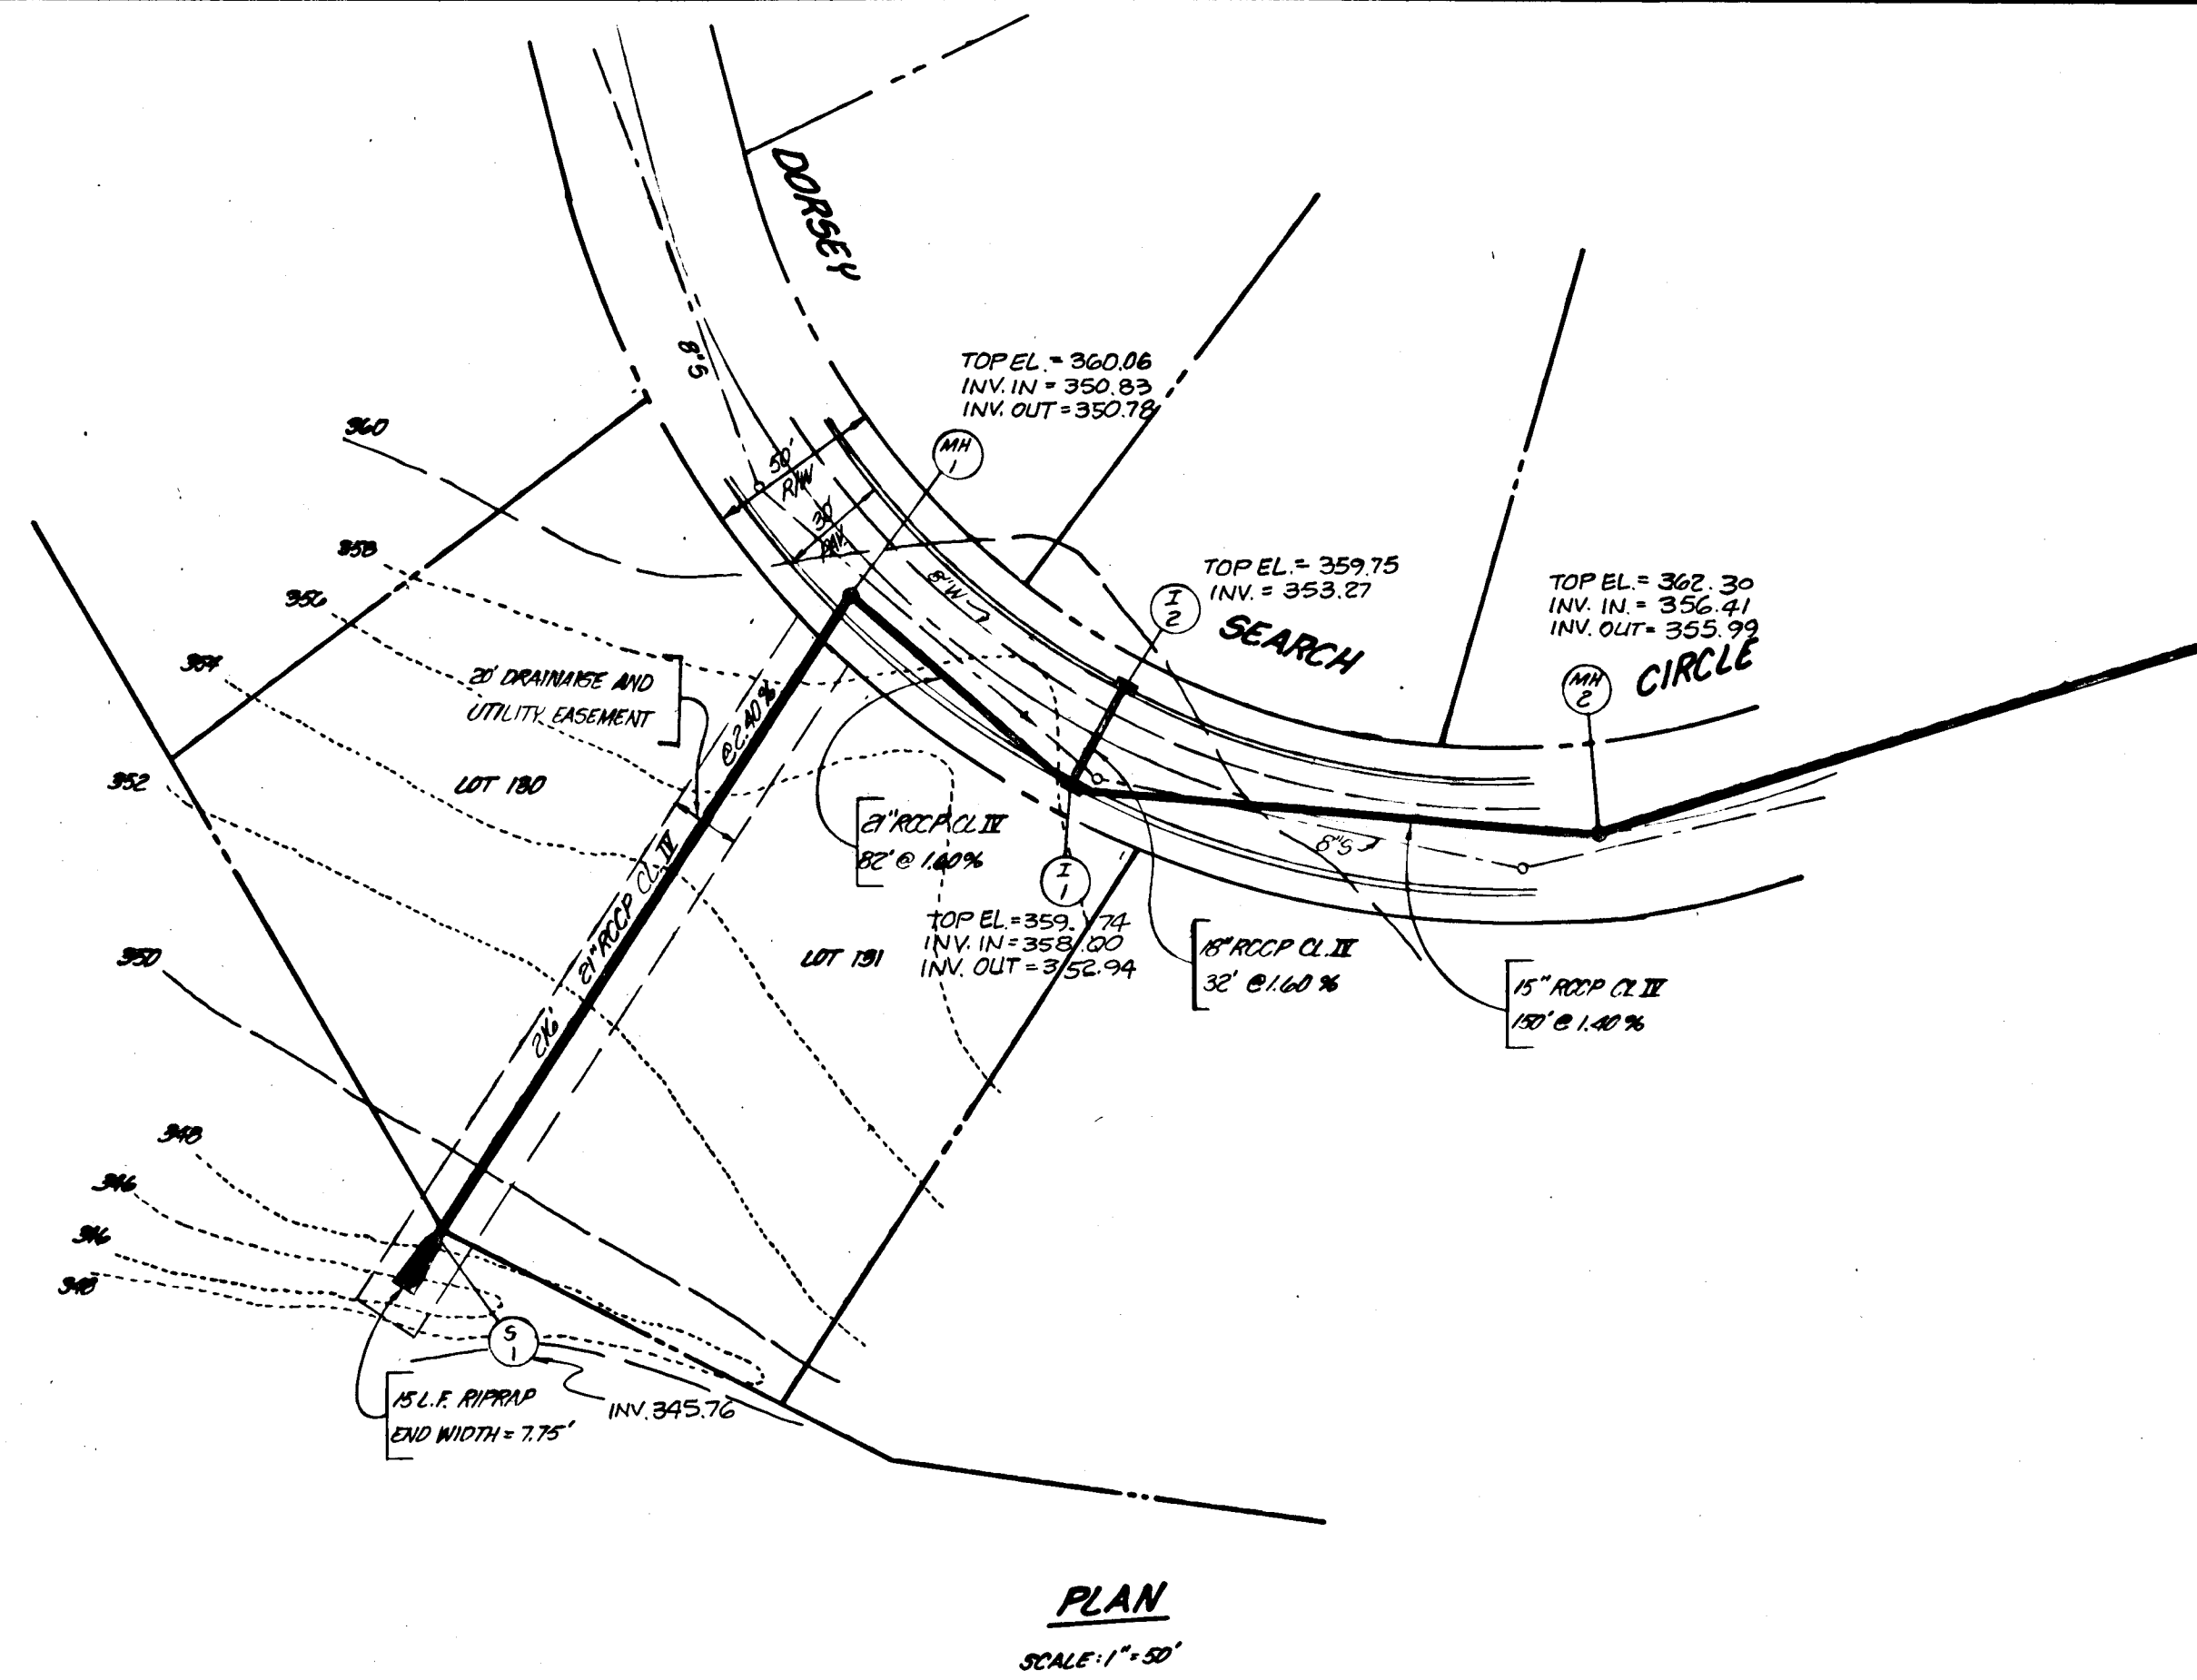 DORSEY
8"S
TOP EL. = 360.06
INV. IN = 350.83
INV. OUT = 350.78
MH
1
50'
R/W
30'
PAV.
8"W
360
358
356
354
352
350
348
346
346
348
20' DRAINAGE AND
UTILITY EASEMENT
LOT 130
LOT 131
216' 21" RCCP CL. IV @ 2.40%
21" RCCP CL IV
82' @ 1.60%
TOP EL. = 359.75
INV. = 353.27
I
2
SEARCH
TOP EL. = 362.30
INV. IN. = 356.41
INV. OUT = 355.99
MH
2
CIRCLE
8"S
I
1
TOP EL. = 359.74
INV. IN = 358.00
INV. OUT = 352.94
18" RCCP CL. IV
32' @ 1.60%
15" RCCP CL IV
150' @ 1.40%
S
1
INV. 345.76
15 L.F. RIPRAP
END WIDTH = 7.75'
PLAN
SCALE: 1" = 50'